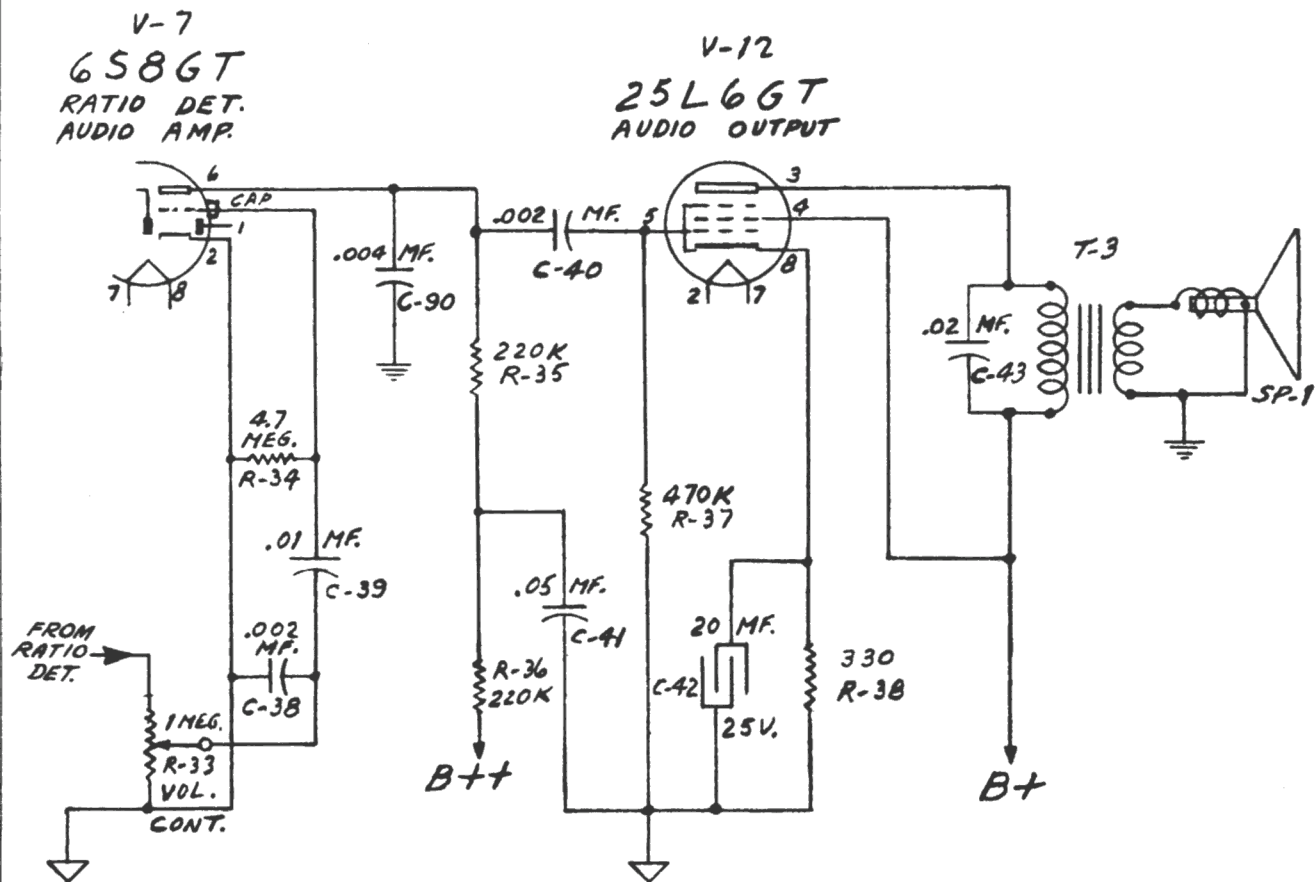 V-7
6S8GT
RATIO DET.
AUDIO AMP.
V-12
25L6GT
AUDIO OUTPUT
6
CAP
1
2
7
8
.004 MF.
C-90
.002 MF.
C-40
5
3
4
8
2
7
T-3
.02 MF.
C-43
SP-1
220K
R-35
4.7
MEG.
R-34
470K
R-37
.01 MF.
C-39
.05 MF.
C-41
FROM
RATIO
DET.
.002
MF.
C-38
R-36
220K
20 MF.
C-42
25V.
330
R-38
1 MEG.
R-33
VOL.
CONT.
B++
B+